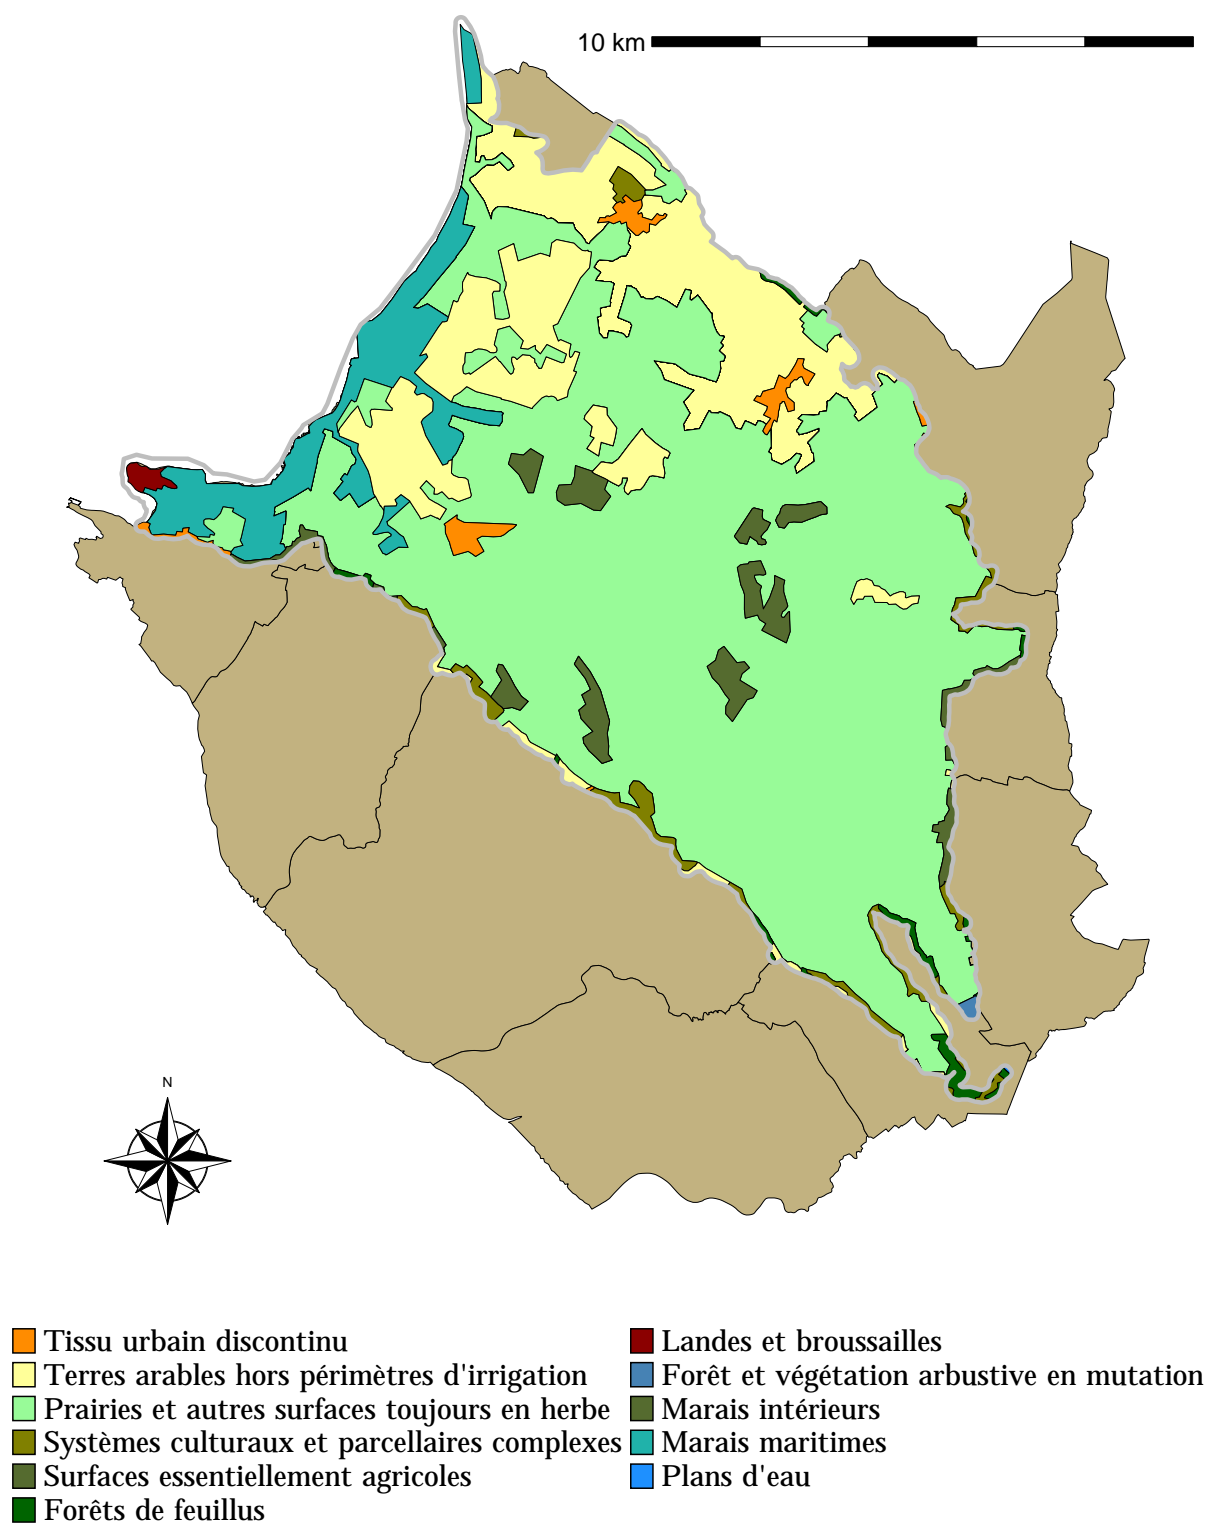 10 km
N
Tissu urbain discontinu
Terres arables hors périmètres d'irrigation
Prairies et autres surfaces toujours en herbe
Systèmes culturaux et parcellaires complexes
Surfaces essentiellement agricoles
Forêts de feuillus
Landes et broussailles
Forêt et végétation arbustive en mutation
Marais intérieurs
Marais maritimes
Plans d'eau